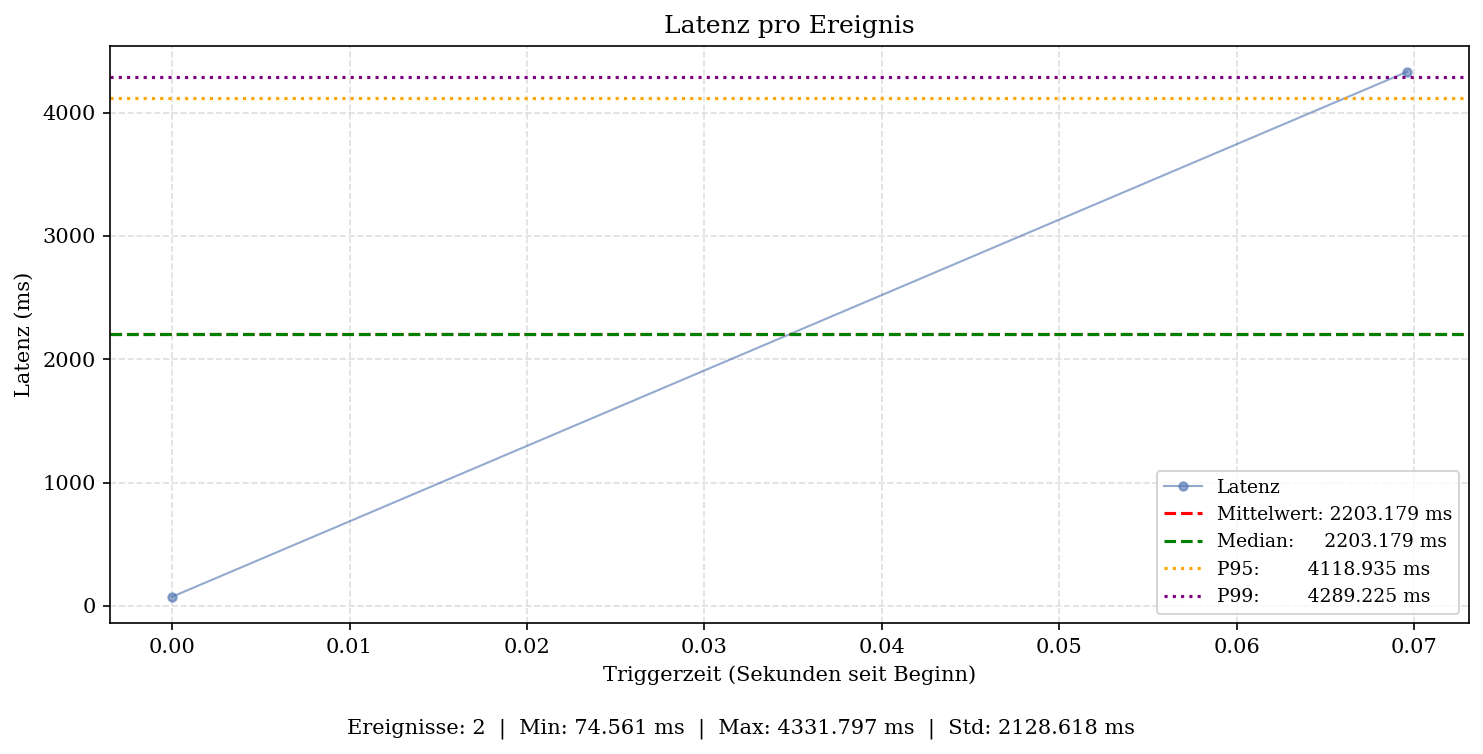 Latenz pro Ereignis
Latenz (ms)
4000
3000
2000
1000
0
0.00 0.01 0.02 0.03 0.04 0.05 0.06 0.07
Triggerzeit (Sekunden seit Beginn)
Latenz
Mittelwert: 2203.179 ms
Median: 2203.179 ms
P95: 4118.935 ms
P99: 4289.225 ms
Ereignisse: 2 | Min: 74.561 ms | Max: 4331.797 ms | Std: 2128.618 ms